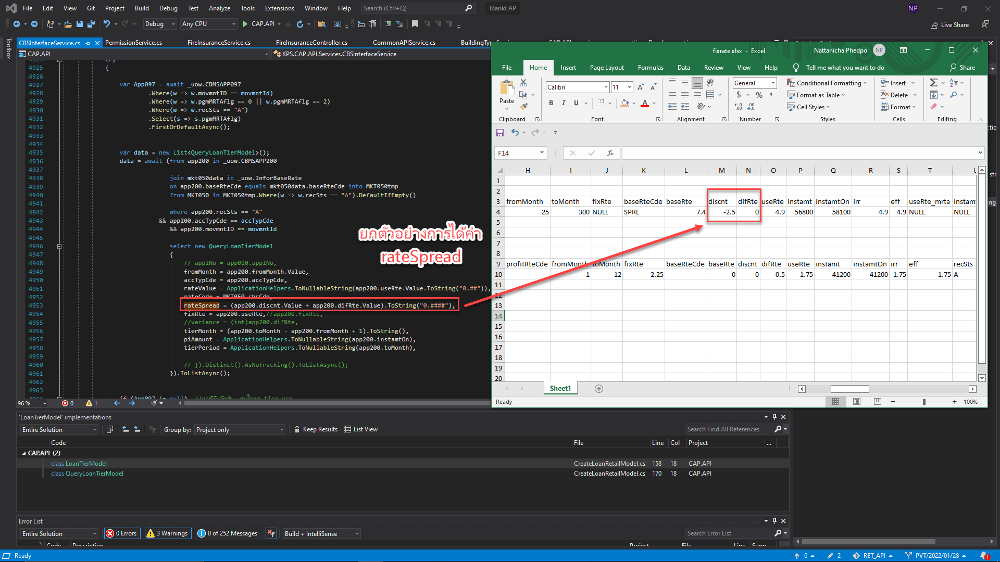 File Edit View Git Project Build Debug Test Analyze Tools Extensions Window Help Search (Ctrl+Q) iBankCAP NP
Debug Any CPU CAP.API Live Share
CBSInterfaceService.cs PermissionService.cs FireInsuranceService.cs FireInsuranceController.cs CommonAPIService.cs
Toolbox
CAP.API KPS.CAP.API.Services.CBSInterfaceService
4924 try
4925 {
4926
4927 var App097 = await _uow.CBMSAPP097
4928 .Where(w => w.movmntID == movmntId)
4929 .Where(w => w.pgmMRTAflg == 0 || w.pgmMRTAflg == 2)
4930 .Where(w => w.recSts == "A")
4931 .Select(s => s.pgmMRTAflg)
4932 .FirstOrDefaultAsync();
4933
4934
4935 var data = new List<QueryLoanTierModel>();
4936 data = await (from app200 in _uow.CBMSAPP200
4937
4938 join mkt050data in _uow.InforBaseRate
4939 on app200.baseRteCde equals mkt050data.baseRteCde into MKT050tmp
4940 from MKT050 in MKT050tmp.Where(w => w.recSts == "A").DefaultIfEmpty()
4941
4942 where app200.recSts == "A"
4943 && app200.accTypCde == accTypCde
4944 && app200.movmntID == movmntId
4945
4946 select new QueryLoanTierModel
4947 {
4948 // applNo = app010.applNo,
4949 fromMonth = app200.fromMonth.Value,
4950 accTypCde = app200.accTypCde,
4951 rateValue = ApplicationHelpers.ToNullableString(app200.useRte.Value.ToString("0.##")),
4952 rateCode = MKT050.cbsCde,
4953 rateSpread = (app200.discnt.Value + app200.difRte.Value).ToString("0.####"),
4954 fixRte = app200.useRte,//app200.fixRte,
4955 //variance = (int)app200.difRte,
4956 tierMonth = (app200.toMonth - app200.fromMonth + 1).ToString(),
4957 piAmount = ApplicationHelpers.ToNullableString(app200.instamtOn),
4958 tierPeriod = ApplicationHelpers.ToNullableString(app200.toMonth),
4959
4960 // }).Distinct().AsNoTracking().ToListAsync();
4961 }).ToListAsync();
4962
4963
ยกตัวอย่างการได้ค่า
rateSpread
96 % 0 1
fixrate.xlsx - Excel Nattanicha Phedpo NP
File Home Insert Page Layout Formulas Data Review View Help Tell me what you want to do Share
Paste Calibri 11 General Conditional Formatting Insert
B I U Format as Table Delete
Cell Styles Format
Clipboard Font Alignment Number Styles Cells Editing
F14 fx
H I J K L M N O P Q R S T
1
2
3 fromMonth toMonth fixRte baseRteCde baseRte discnt difRte useRte instamt instamtOn irr eff useRte_mrta instam
4 25 300 NULL SPRL 7.4 -2.5 0 4.9 56800 58100 4.9 4.9 NULL NULL
5
6
7
8
9 profitRteCde fromMonth toMonth fixRte baseRteCde baseRte discnt difRte useRte instamt instamtOn irr eff recSts
10 1 12 2.25 0 0 -0.5 1.75 41200 41200 1.75 1.75 A
11
12
13
14
15
16
17
18
19
20
Sheet1
Ready 100%
'LoanTierModel' implementations
Entire Solution Group by: Project only Keep Results List View Search Find All References
Code File Line Col Project ...
CAP.API (2)
class LoanTierModel CreateLoanRetailModel.cs 158 18 CAP.API
class QueryLoanTierModel CreateLoanRetailModel.cs 170 18 CAP.API
Error List
Entire Solution 0 Errors 3 Warnings 0 of 252 Messages Build + IntelliSense Search Error List
Code Description Project File Line
Ready 0 2 RET_API PVT/2022/01/28 1